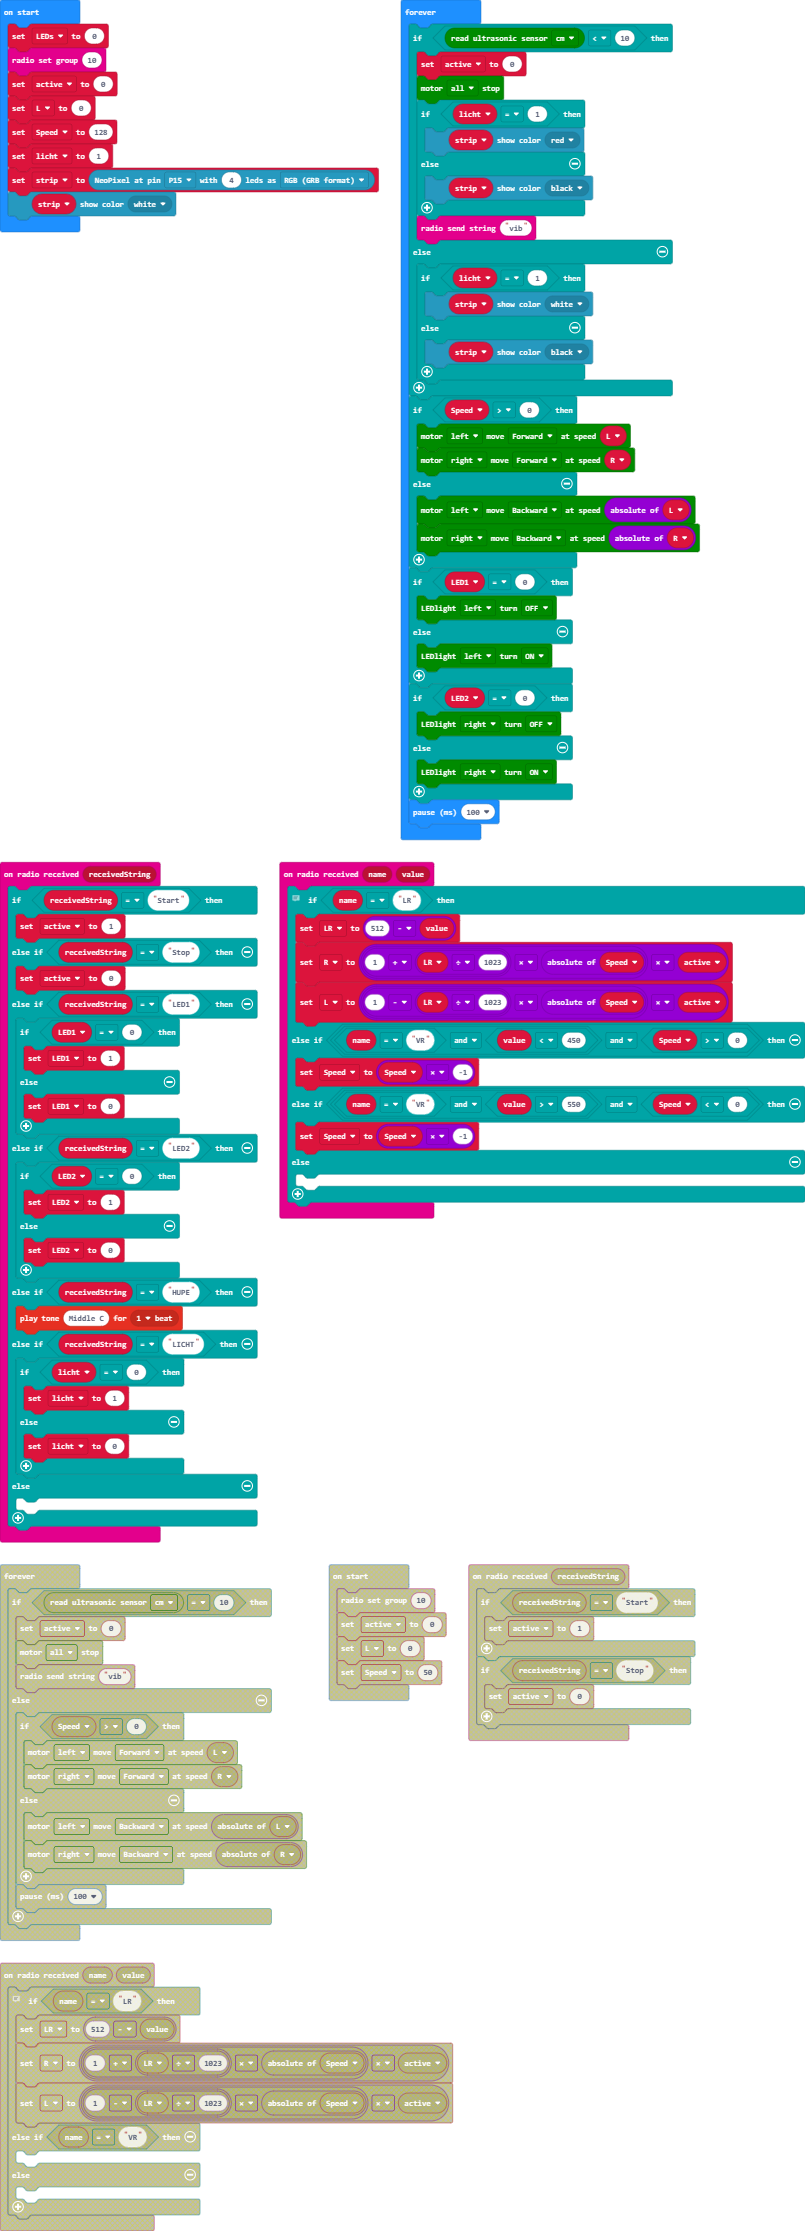 on start
set LEDs to 0
radio set group 10
set active to 0
set L to 0
set Speed to 128
set licht to 1
set strip to NeoPixel at pin P15 with 4 leds as RGB (GRB format)
strip show color white
forever
if read ultrasonic sensor cm < 10 then
set active to 0
motor all stop
if licht = 1 then
strip show color red
else
strip show color black
radio send string "vib"
else
if licht = 1 then
strip show color white
else
strip show color black
if Speed > 0 then
motor left move Forward at speed L
motor right move Forward at speed R
else
motor left move Backward at speed absolute of L
motor right move Backward at speed absolute of R
if LED1 = 0 then
LEDlight left turn OFF
else
LEDlight left turn ON
if LED2 = 0 then
LEDlight right turn OFF
else
LEDlight right turn ON
pause (ms) 100
on radio received receivedString
if receivedString = "Start" then
set active to 1
else if receivedString = "Stop" then
set active to 0
else if receivedString = "LED1" then
if LED1 = 0 then
set LED1 to 1
else
set LED1 to 0
else if receivedString = "LED2" then
if LED2 = 0 then
set LED2 to 1
else
set LED2 to 0
else if receivedString = "HUPE" then
play tone Middle C for 1 beat
else if receivedString = "LICHT" then
if licht = 0 then
set licht to 1
else
set licht to 0
else
on radio received name value
if name = "LR" then
set LR to 512 - value
set R to 1 + LR ÷ 1023 × absolute of Speed × active
set L to 1 - LR ÷ 1023 × absolute of Speed × active
else if name = "VR" and value < 450 and Speed > 0 then
set Speed to Speed × -1
else if name = "VR" and value > 550 and Speed < 0 then
set Speed to Speed × -1
else
forever
if read ultrasonic sensor cm = 10 then
set active to 0
motor all stop
radio send string "vib"
else
if Speed > 0 then
motor left move Forward at speed L
motor right move Forward at speed R
else
motor left move Backward at speed absolute of L
motor right move Backward at speed absolute of R
pause (ms) 100
on start
radio set group 10
set active to 0
set L to 0
set Speed to 50
on radio received receivedString
if receivedString = "Start" then
set active to 1
if receivedString = "Stop" then
set active to 0
on radio received name value
if name = "LR" then
set LR to 512 - value
set R to 1 + LR ÷ 1023 × absolute of Speed × active
set L to 1 - LR ÷ 1023 × absolute of Speed × active
else if name = "VR" then
else